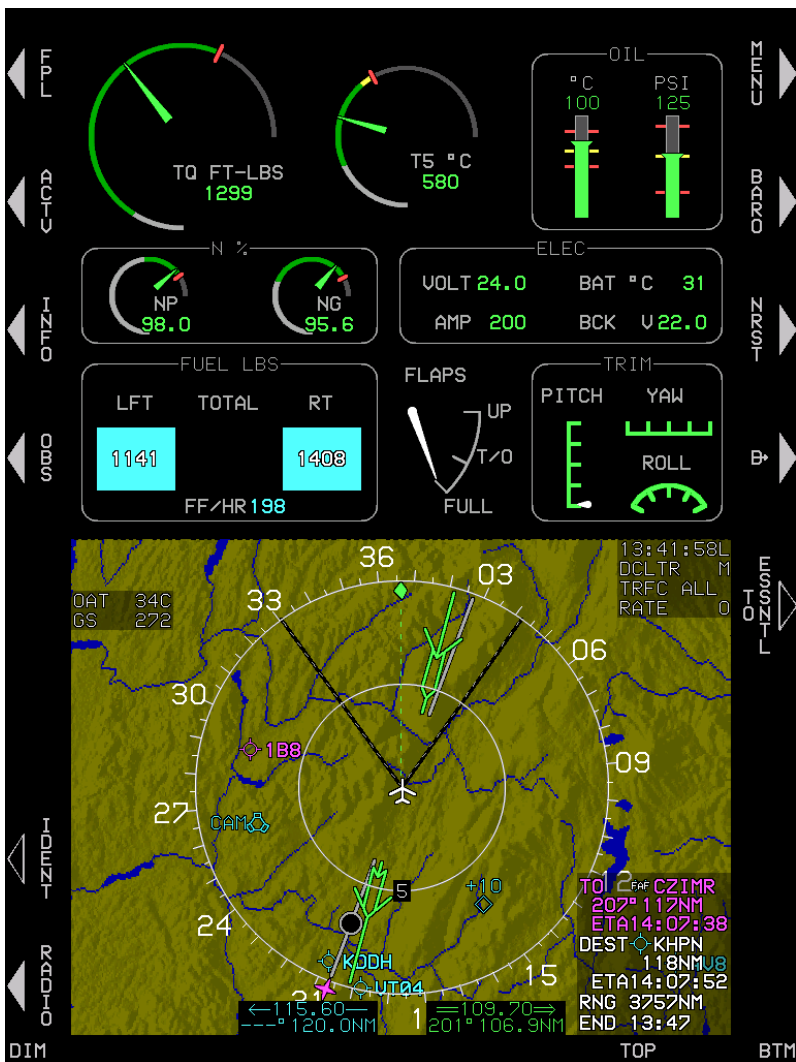 FPL
MENU
OIL
°C PSI
100 125
TQ FT-LBS
1299
T5 °C
580
ACTV
BARO
N %
NP
98.0
NG
95.6
ELEC
VOLT 24.0 BAT °C 31
AMP 200 BCK V 22.0
INFO
NRST
FUEL LBS
LFT TOTAL RT
1141 1408
FF/HR 198
FLAPS
UP
T/O
FULL
TRIM
PITCH YAW
ROLL
OBS
B→
13:41:58L
DCLTR M
TRFC ALL
RATE 0
ESSNTL
TO
OAT 34C
GS 272
36
03
33
06
30
1B8
09
27
CAM
IDENT
5
+10
12
TO FAF CZIMR
207° 117NM
ETA14:07:38
DEST KHPN
118NM
ETA14:07:52
RNG 3757NM
END 13:47
24
KDDH
VT04
21
15
←115.60—
---° 120.0NM
=109.70⇒
201° 106.9NM
RADIO
DIM TOP BTM